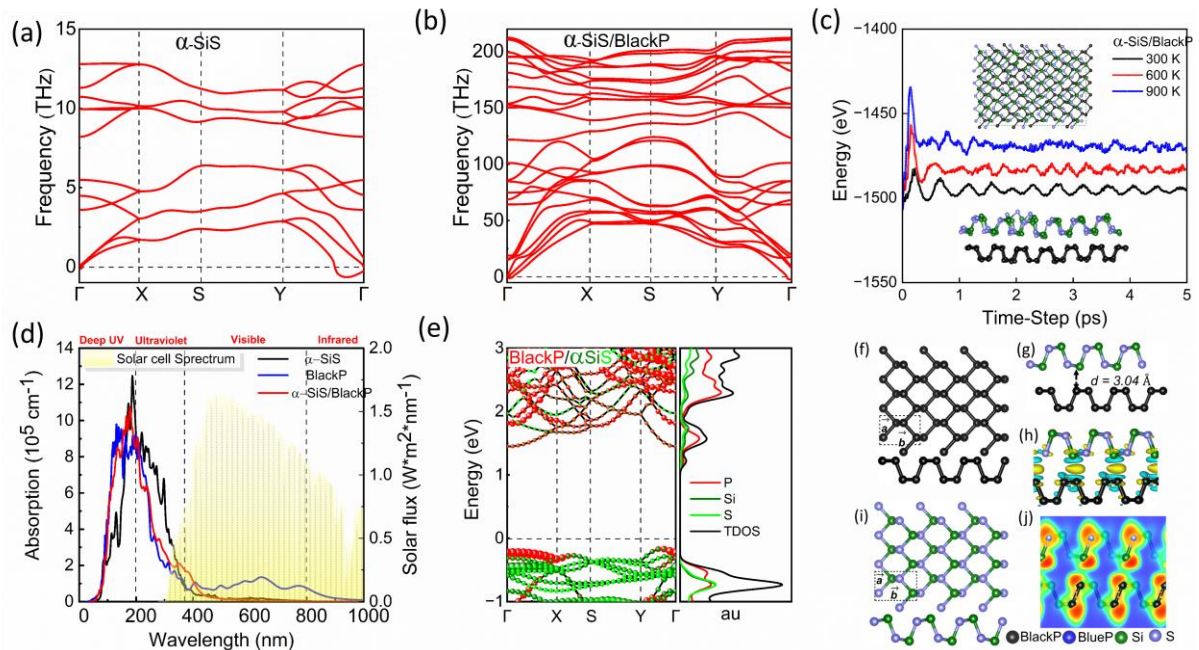 (a)
α-SiS
Frequency (THz)
15
10
5
0
Γ X S Y Γ
(b)
α-SiS/BlackP
Frequency (THz)
200
150
100
50
0
Γ X S Y Γ
(c)
α-SiS/BlackP
300 K
600 K
900 K
Energy (eV)
−1400
−1450
−1500
−1550
0 1 2 3 4 5
Time-Step (ps)
(d)
Deep UV Ultraviolet Visible Infrared
Solar cell Sprectrum
α−SiS
BlackP
α−SiS/BlackP
Absorption (10⁵ cm⁻¹)
14
12
10
8
6
4
2
0
Solar flux (W*m²*nm⁻¹)
2.0
1.5
1.0
0.5
0.0
0 200 400 600 800 1000
Wavelength (nm)
(e)
BlackP/αSiS
Energy (eV)
3
2
1
0
−1
P
Si
S
TDOS
Γ X S Y Γ
au
(f)
a
b
(g)
d = 3.04 Å
(h)
(i)
a
b
(j)
BlackP BlueP Si S